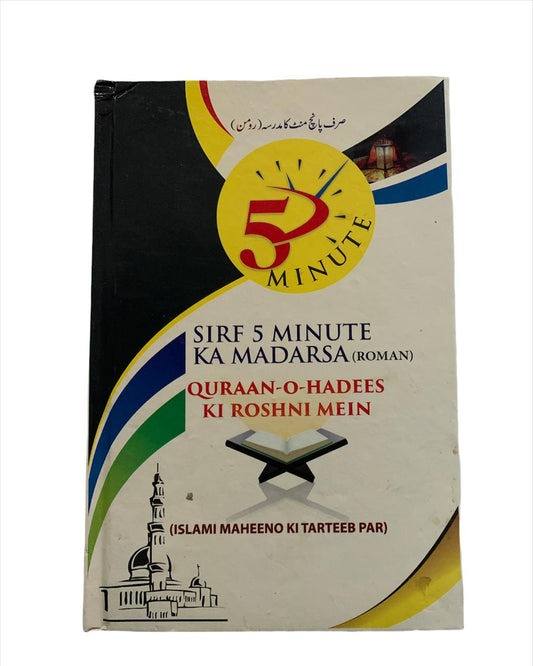 صرف پانچ منٹ کا مدرسہ (رومن)
5
MINUTE
SIRF 5 MINUTE
KA MADARSA (ROMAN)
QURAAN-O-HADEES
KI ROSHNI MEIN
(ISLAMI MAHEENO KI TARTEEB PAR)